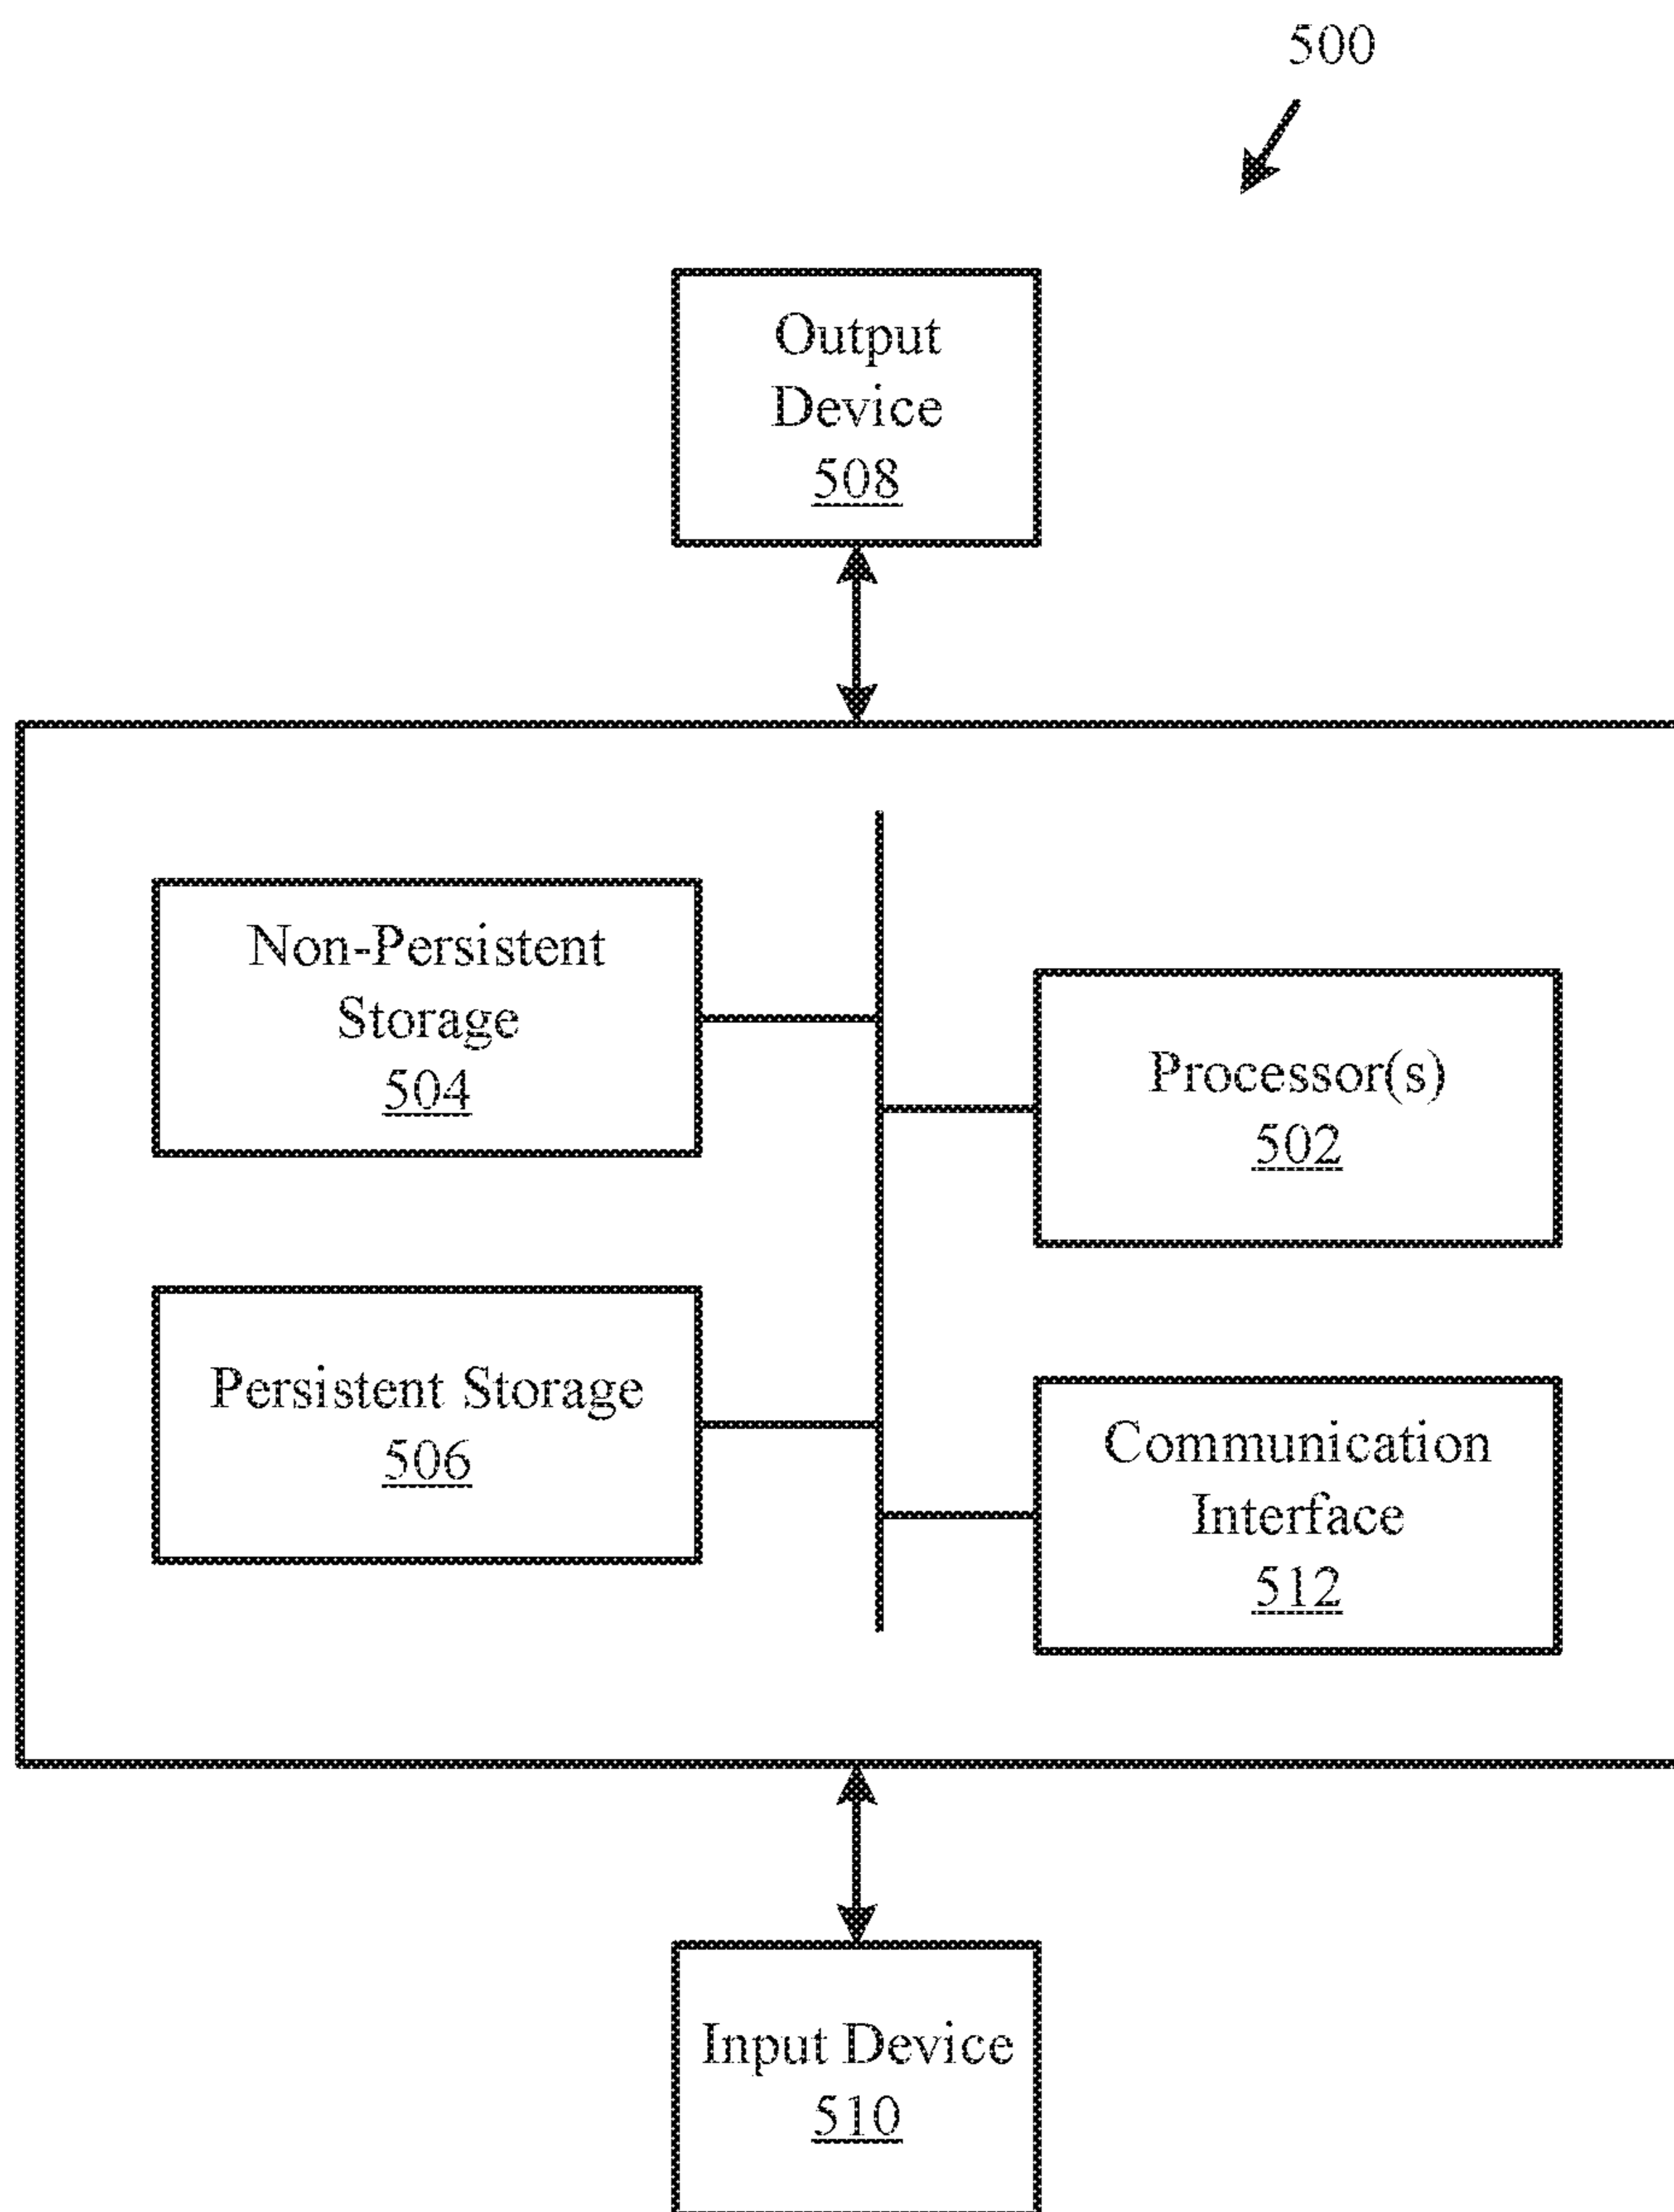 500
Output
Device
508
Non-Persistent
Storage
504
Processor(s)
502
Persistent Storage
506
Communication
Interface
512
Input Device
510